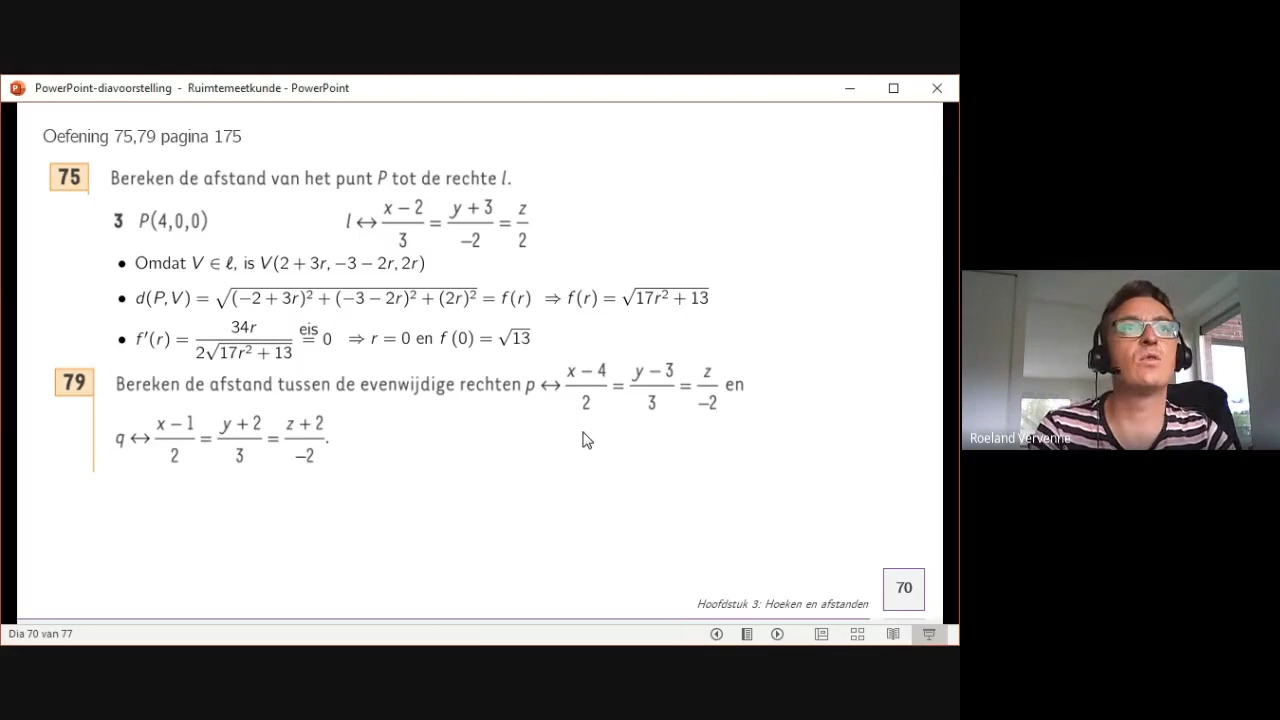 PowerPoint-diavoorstelling - Ruimtemeetkunde - PowerPoint
Oefening 75,79 pagina 175
75 Bereken de afstand van het punt P tot de rechte l.
3 P(4,0,0) l ↔ (x − 2)/3 = (y + 3)/−2 = z/2
• Omdat V ∈ ℓ, is V(2 + 3r, −3 − 2r, 2r)
• d(P, V) = √((−2 + 3r)² + (−3 − 2r)² + (2r)²) = f(r) ⇒ f(r) = √(17r² + 13)
• f′(r) = 34r/(2√(17r² + 13)) eis= 0 ⇒ r = 0 en f (0) = √13
79 Bereken de afstand tussen de evenwijdige rechten p ↔ (x − 4)/2 = (y − 3)/3 = z/−2 en
q ↔ (x − 1)/2 = (y + 2)/3 = (z + 2)/−2.
Roeland Vervenne
70
Hoofdstuk 3: Hoeken en afstanden
Dia 70 van 77